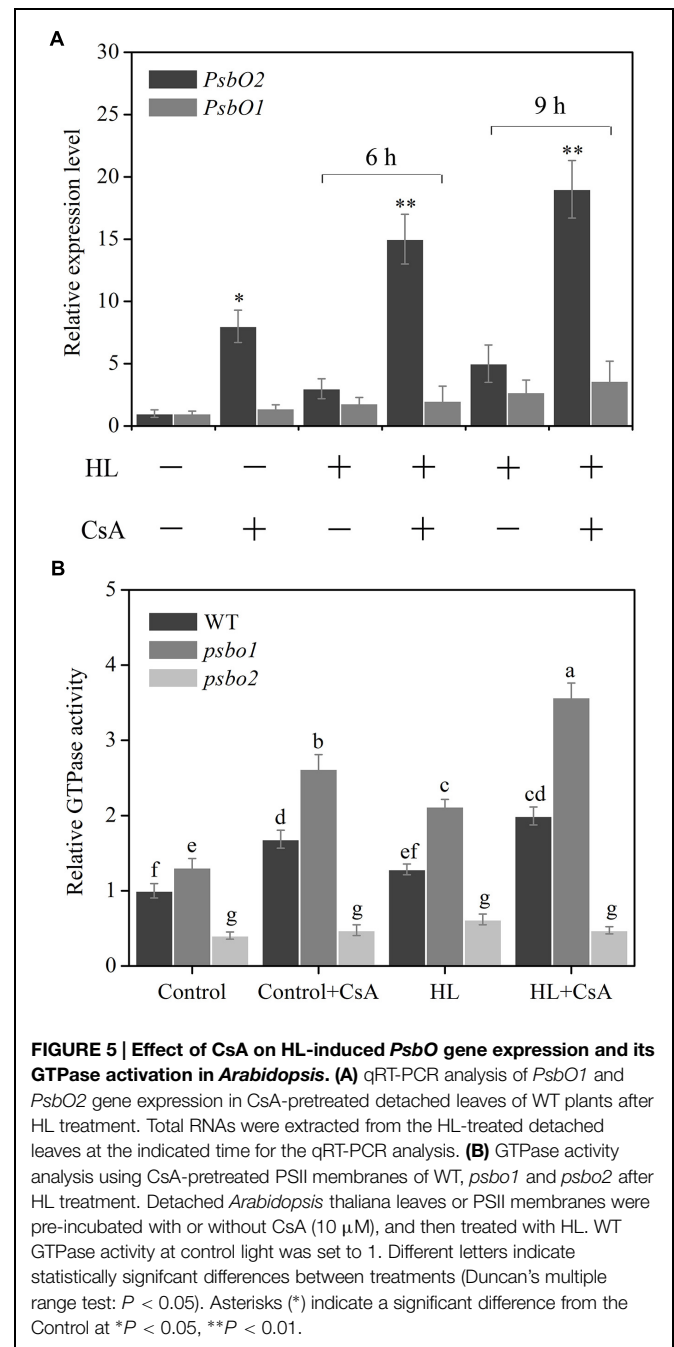 A
30
25
20
15
10
5
0
Relative expression level
PsbO2
PsbO1
6 h
9 h
*
**
**
HL — — + + + +
CsA — + — + — +
B
5
4
3
2
1
0
Relative GTPase activity
WT
psbo1
psbo2
f e g
d b g
ef c g
cd a g
Control Control+CsA HL HL+CsA
FIGURE 5 | Effect of CsA on HL-induced PsbO gene expression and its
GTPase activation in Arabidopsis. (A) qRT-PCR analysis of PsbO1 and
PsbO2 gene expression in CsA-pretreated detached leaves of WT plants after
HL treatment. Total RNAs were extracted from the HL-treated detached
leaves at the indicated time for the qRT-PCR analysis. (B) GTPase activity
analysis using CsA-pretreated PSII membranes of WT, psbo1 and psbo2 after
HL treatment. Detached Arabidopsis thaliana leaves or PSII membranes were
pre-incubated with or without CsA (10 μM), and then treated with HL. WT
GTPase activity at control light was set to 1. Different letters indicate
statistically signifcant differences between treatments (Duncan's multiple
range test: P < 0.05). Asterisks (*) indicate a significant difference from the
Control at *P < 0.05, **P < 0.01.